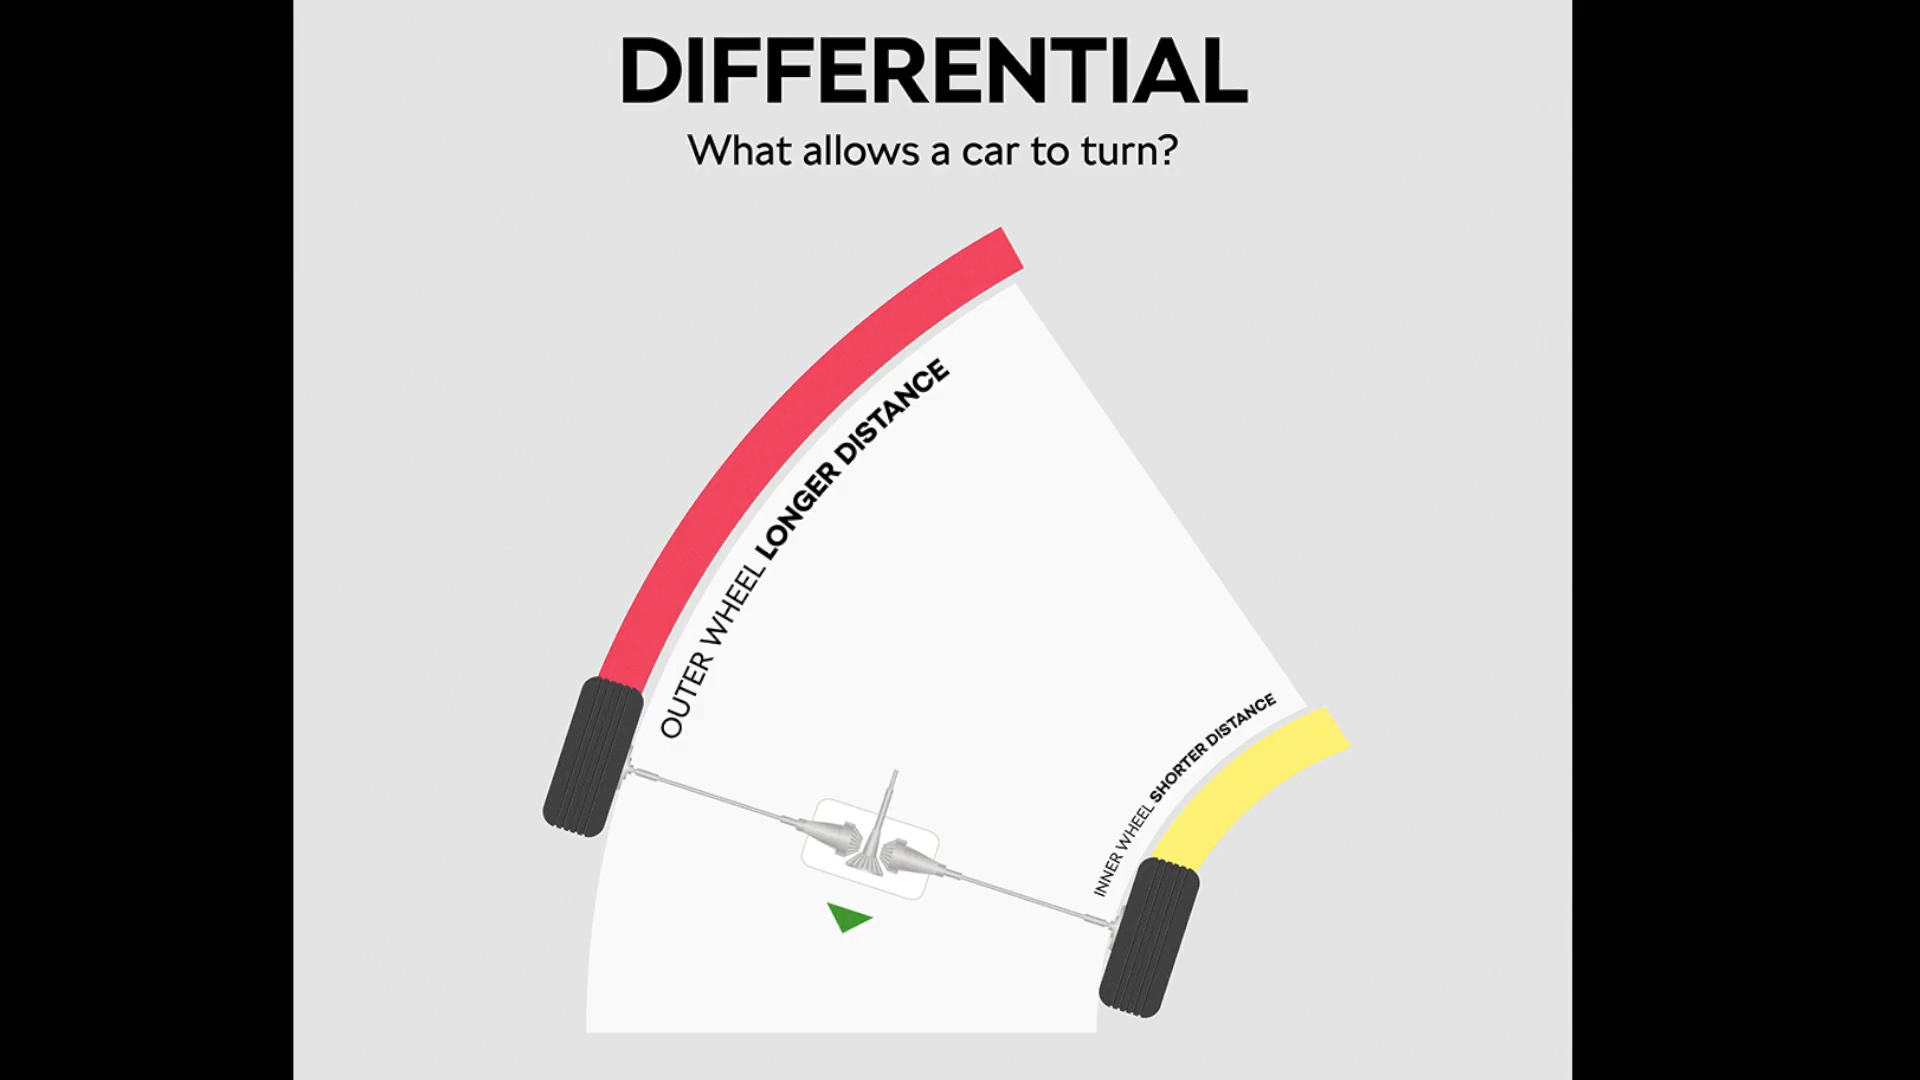 DIFFERENTIAL
What allows a car to turn?
OUTER WHEEL LONGER DISTANCE
INNER WHEEL SHORTER DISTANCE